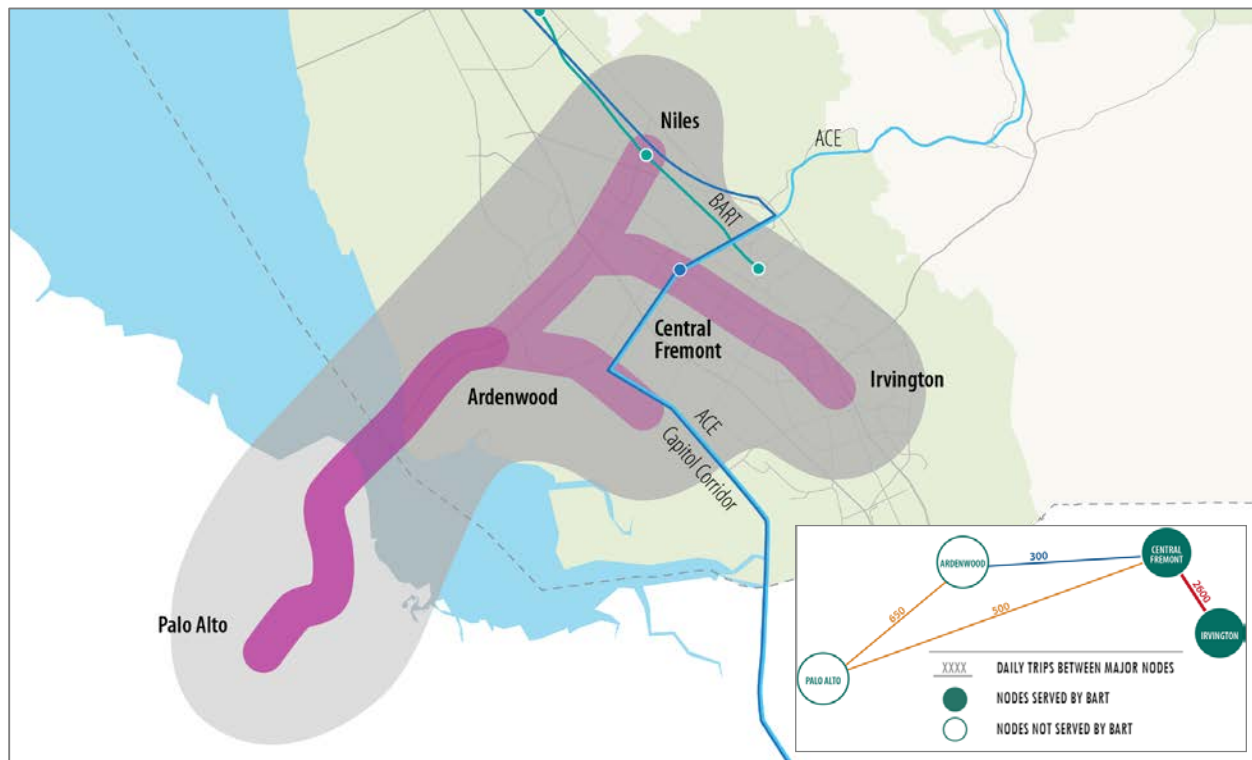 Niles
ACE
BART
Central
Fremont
Irvington
Ardenwood
ACE
Capitol Corridor
Palo Alto
ARDENWOOD
300
CENTRAL
FREMONT
650
500
2600
IRVINGTON
PALO ALTO
XXXX DAILY TRIPS BETWEEN MAJOR NODES
NODES SERVED BY BART
NODES NOT SERVED BY BART